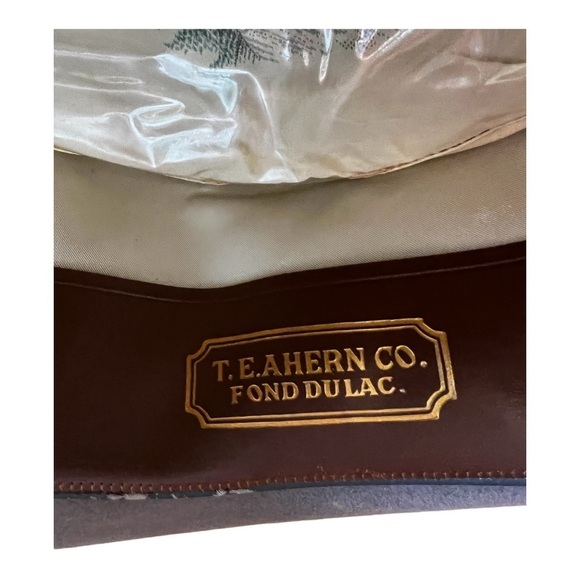 T. E. AHERN CO.
FOND DU LAC.